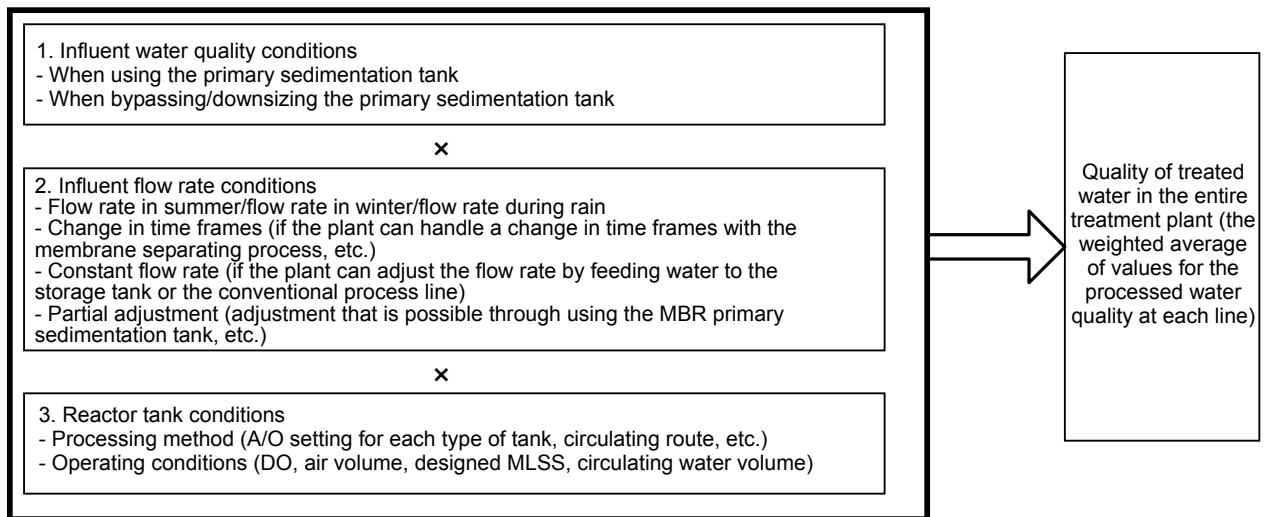 1. Influent water quality conditions
- When using the primary sedimentation tank
- When bypassing/downsizing the primary sedimentation tank
×
2. Influent flow rate conditions
- Flow rate in summer/flow rate in winter/flow rate during rain
- Change in time frames (if the plant can handle a change in time frames with the
membrane separating process, etc.)
- Constant flow rate (if the plant can adjust the flow rate by feeding water to the
storage tank or the conventional process line)
- Partial adjustment (adjustment that is possible through using the MBR primary
sedimentation tank, etc.)
×
3. Reactor tank conditions
- Processing method (A/O setting for each type of tank, circulating route, etc.)
- Operating conditions (DO, air volume, designed MLSS, circulating water volume)
Quality of treated
water in the entire
treatment plant (the
weighted average
of values for the
processed water
quality at each line)